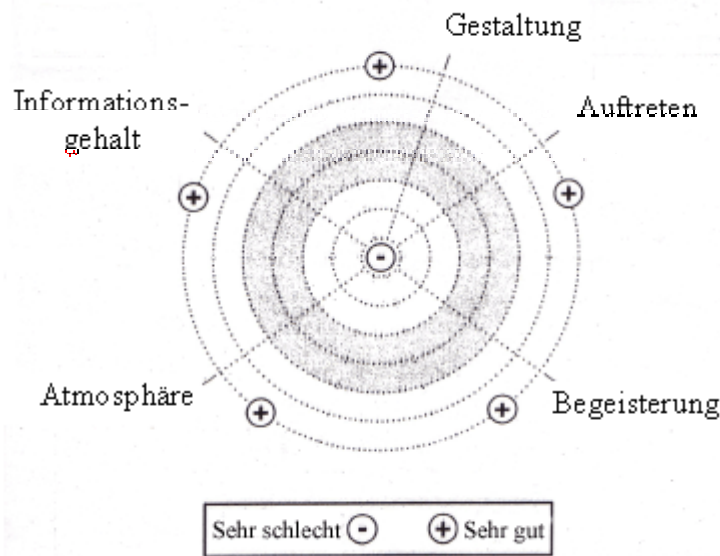 Gestaltung
Informations-
gehalt
Auftreten
+
+
+
-
Atmosphäre
Begeisterung
+
+
Sehr schlecht - + Sehr gut